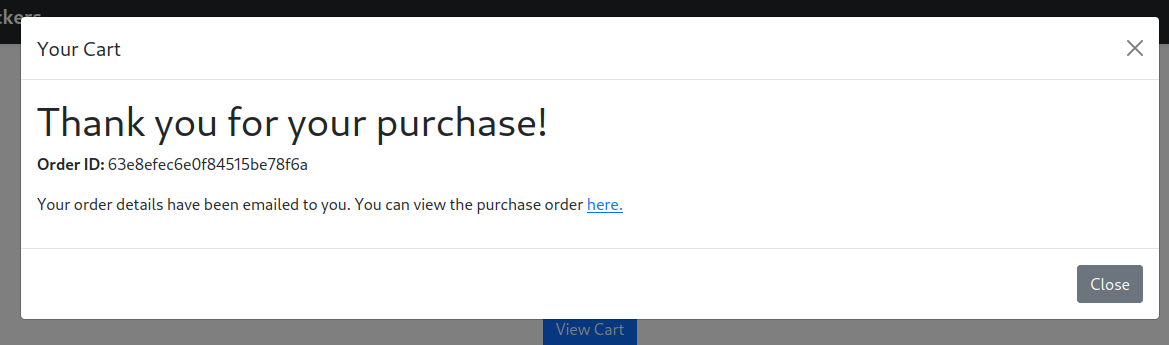 ckers
Your Cart
Thank you for your purchase!
Order ID: 63e8efec6e0f84515be78f6a
Your order details have been emailed to you. You can view the purchase order here.
Close
View Cart